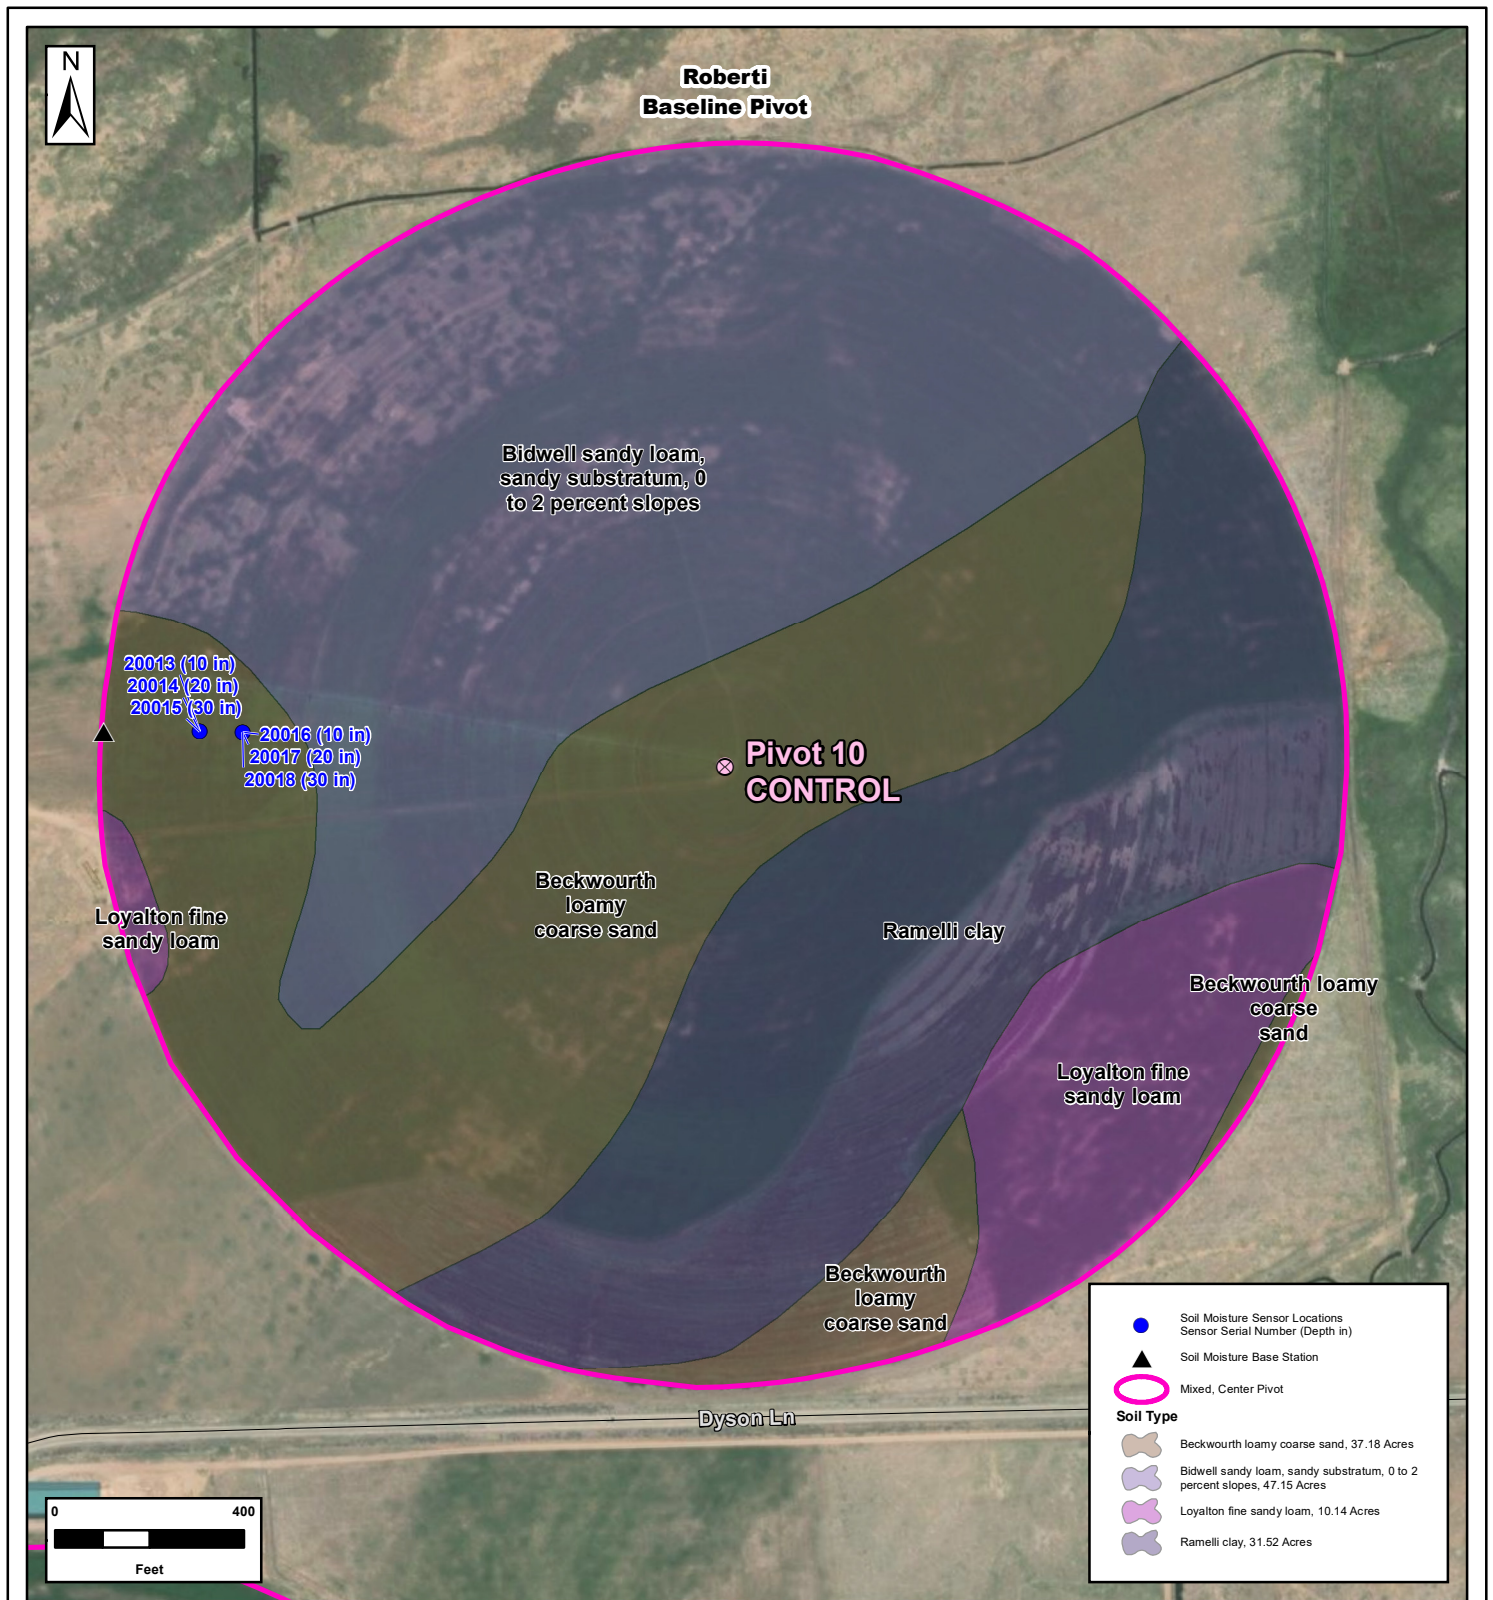 N
Roberti
Baseline Pivot
Bidwell sandy loam,
sandy substratum, 0
to 2 percent slopes
20013 (10 in)
20014 (20 in)
20015 (30 in)
20016 (10 in)
20017 (20 in)
20018 (30 in)
Pivot 10
CONTROL
Beckwourth
loamy
coarse sand
Loyalton fine
sandy loam
Ramelli clay
Beckwourth loamy
coarse
sand
Loyalton fine
sandy loam
Beckwourth
loamy
coarse sand
Dyson Ln
Soil Moisture Sensor Locations
Sensor Serial Number (Depth in)
Soil Moisture Base Station
Mixed, Center Pivot
Soil Type
Beckwourth loamy coarse sand, 37.18 Acres
Bidwell sandy loam, sandy substratum, 0 to 2
percent slopes, 47.15 Acres
Loyalton fine sandy loam, 10.14 Acres
Ramelli clay, 31.52 Acres
0 400
Feet